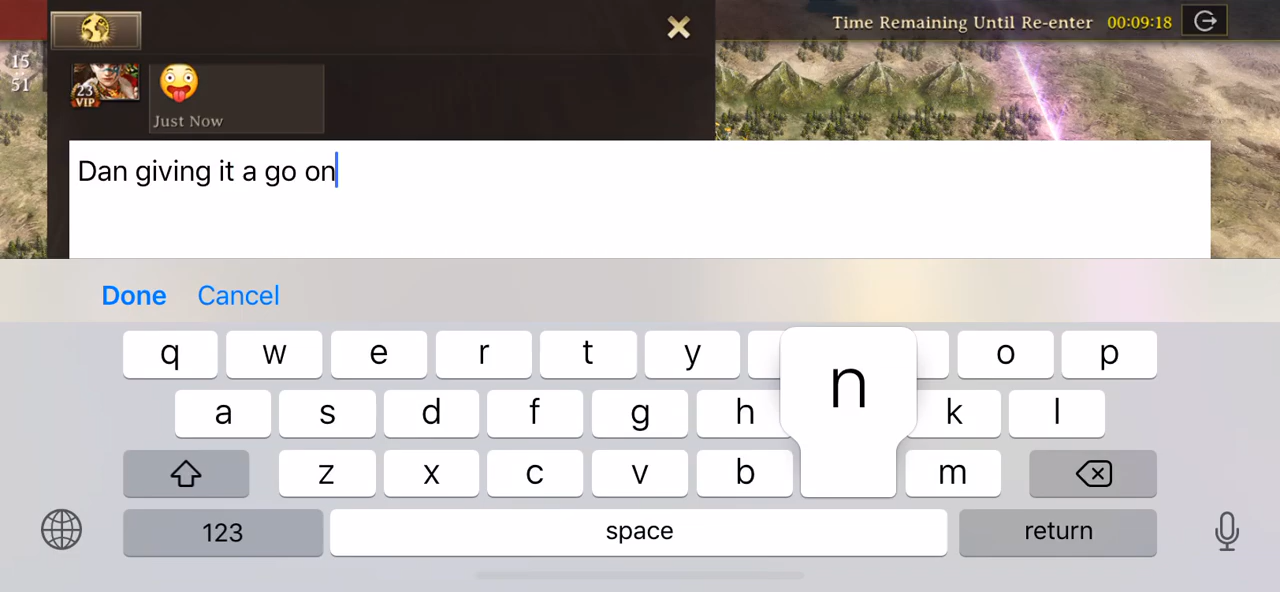 Time Remaining Until Re-enter 00:09:18
15
51
23
VIP
Just Now
Dan giving it a go on
Done Cancel
q w e r t y o p
n
a s d f g h k l
z x c v b m
123 space return